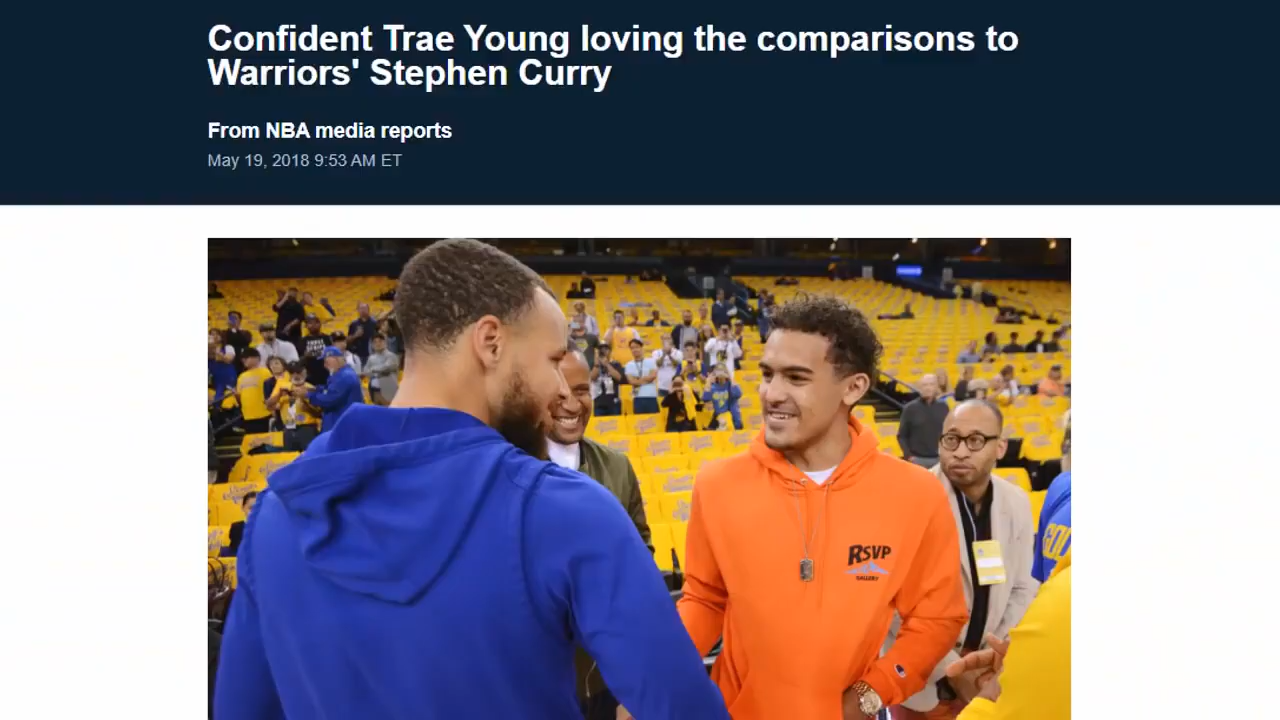 Confident Trae Young loving the comparisons to
Warriors' Stephen Curry
From NBA media reports
May 19, 2018 9:53 AM ET
RSVP
GALLERY